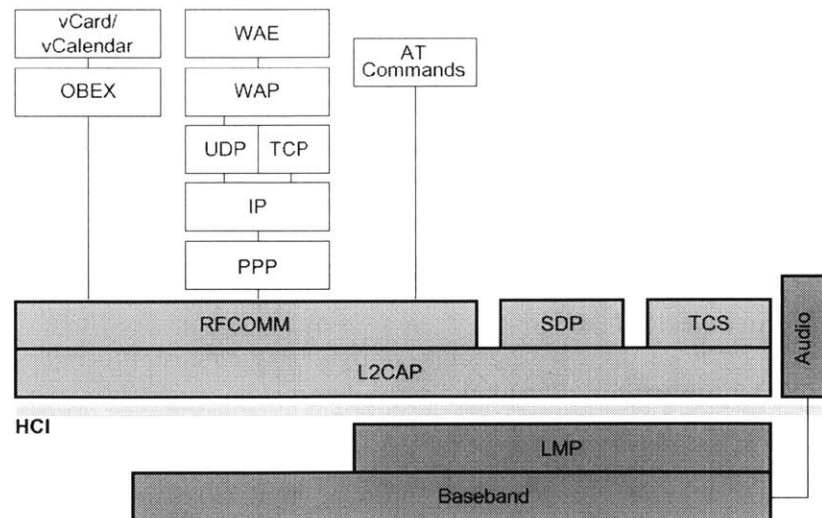 vCard/
vCalendar
WAE
AT
Commands
OBEX
WAP
UDP TCP
IP
PPP
RFCOMM SDP TCS
Audio
L2CAP
HCI
LMP
Baseband